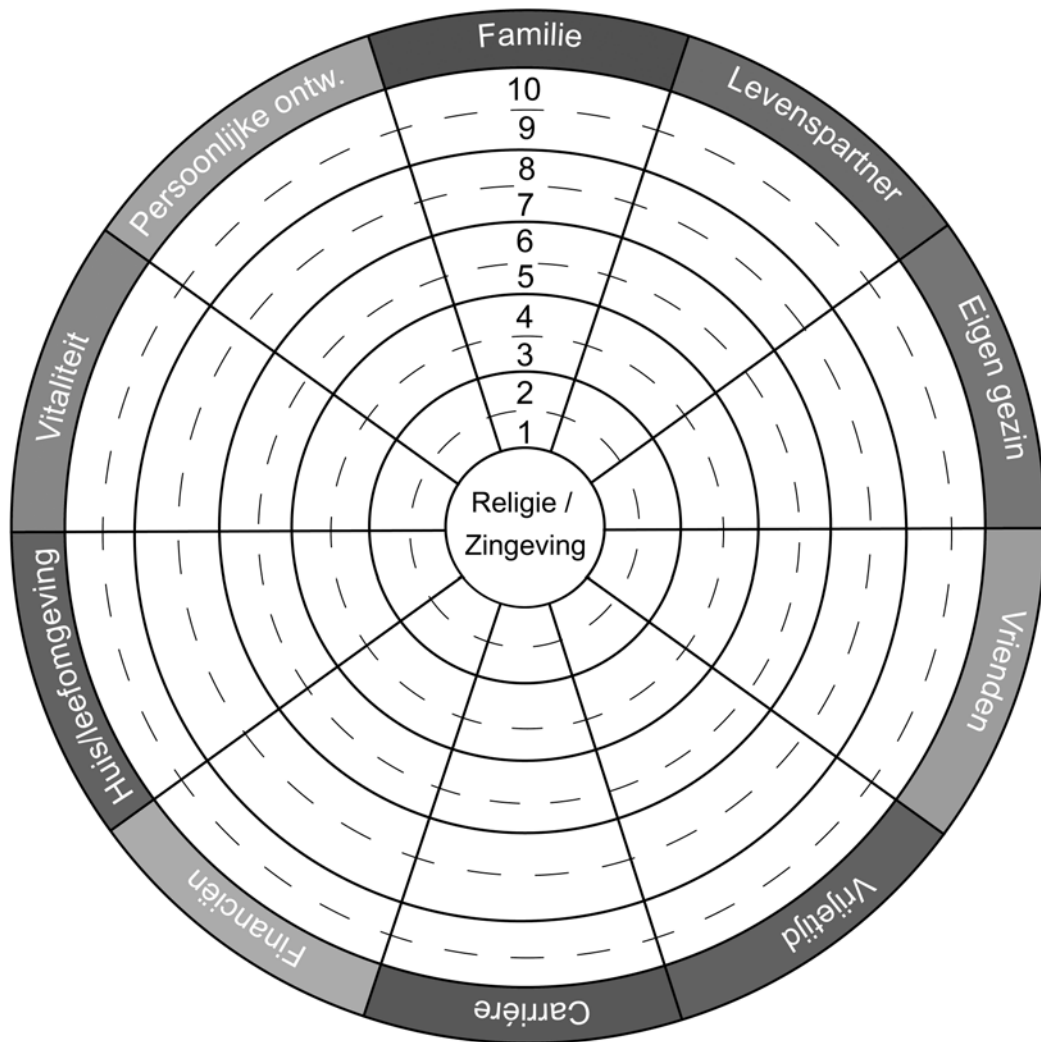 Familie
Levenspartner
Eigen gezin
Vrienden
Vrijetijd
Carriére
Financiën
Huis/leefomgeving
Vitaliteit
Persoonlijke ontw.
10
9
8
7
6
5
4
3
2
1
Religie /
Zingeving